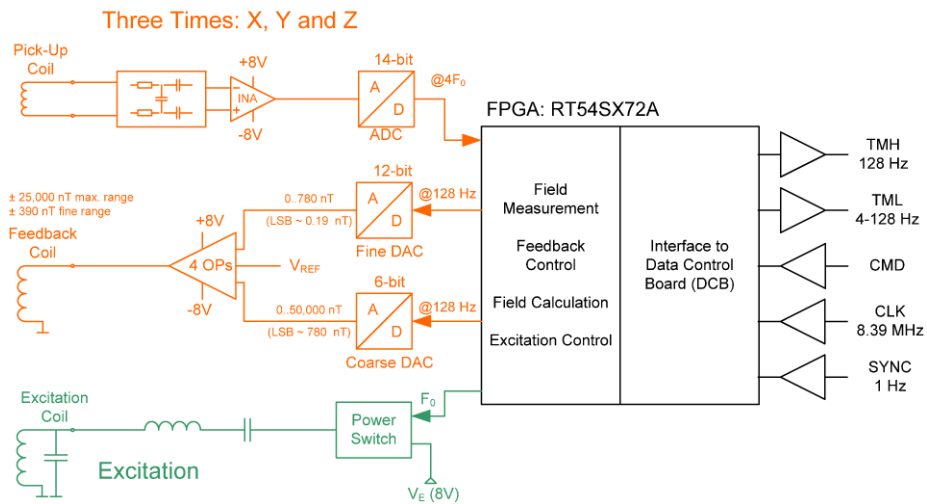 Three Times: X, Y and Z
Pick-Up
Coil
+8V
INA
-8V
14-bit
A
D
ADC
@4F₀
FPGA: RT54SX72A
± 25,000 nT max. range
± 390 nT fine range
Feedback
Coil
+8V
4 OPs
-8V
0..780 nT
(LSB ~ 0.19 nT)
V_REF
0..50,000 nT
(LSB ~ 780 nT)
12-bit
A
D
Fine DAC
@128 Hz
6-bit
A
D
Coarse DAC
@128 Hz
Field
Measurement
Feedback
Control
Field Calculation
Excitation Control
Interface to
Data Control
Board (DCB)
TMH
128 Hz
TML
4-128 Hz
CMD
CLK
8.39 MHz
SYNC
1 Hz
Excitation
Coil
Excitation
Power
Switch
F₀
V_E (8V)